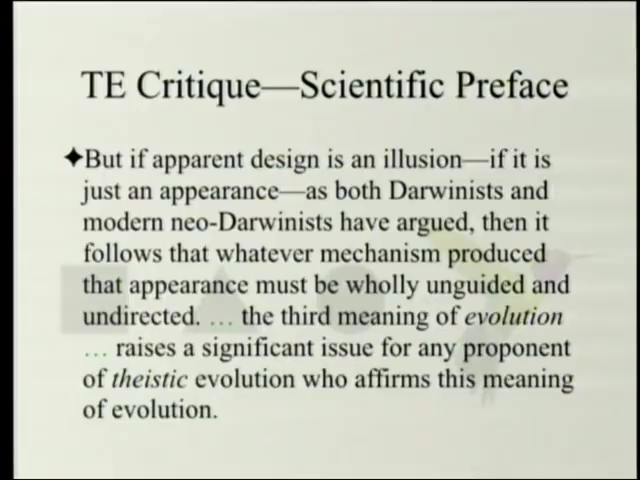 TE Critique—Scientific Preface
✦But if apparent design is an illusion—if it is
just an appearance—as both Darwinists and
modern neo-Darwinists have argued, then it
follows that whatever mechanism produced
that appearance must be wholly unguided and
undirected. … the third meaning of evolution
… raises a significant issue for any proponent
of theistic evolution who affirms this meaning
of evolution.